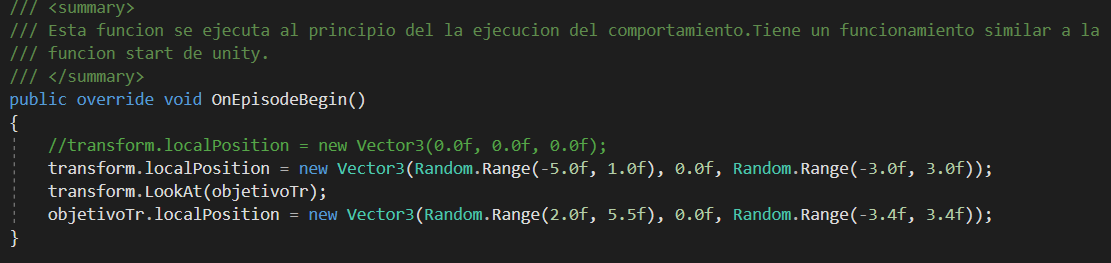 /// <summary>
/// Esta funcion se ejecuta al principio del la ejecucion del comportamiento.Tiene un funcionamiento similar a la
/// funcion start de unity.
/// </summary>
public override void OnEpisodeBegin()
{
    //transform.localPosition = new Vector3(0.0f, 0.0f, 0.0f);
    transform.localPosition = new Vector3(Random.Range(-5.0f, 1.0f), 0.0f, Random.Range(-3.0f, 3.0f));
    transform.LookAt(objetivoTr);
    objetivoTr.localPosition = new Vector3(Random.Range(2.0f, 5.5f), 0.0f, Random.Range(-3.4f, 3.4f));
}